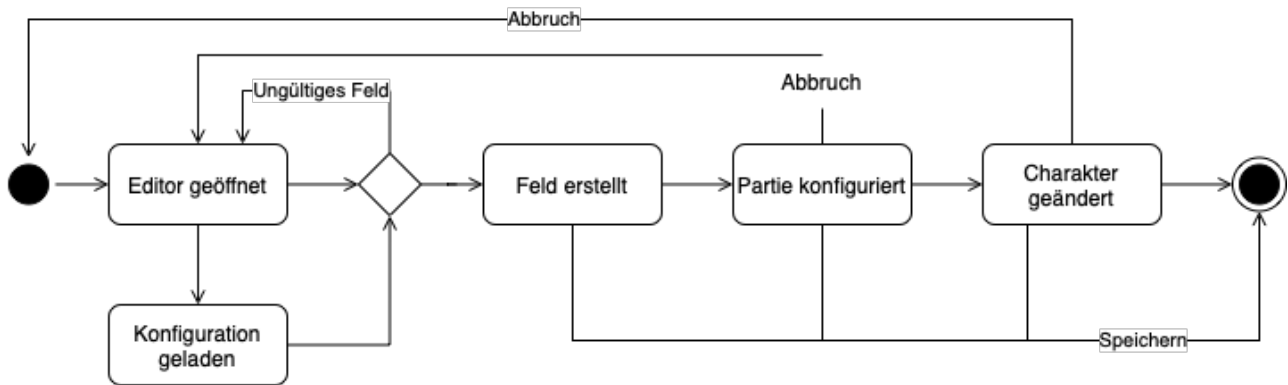 Abbruch
Abbruch
Ungültiges Feld
Editor geöffnet
Feld erstellt
Partie konfiguriert
Charakter
geändert
Konfiguration
geladen
Speichern